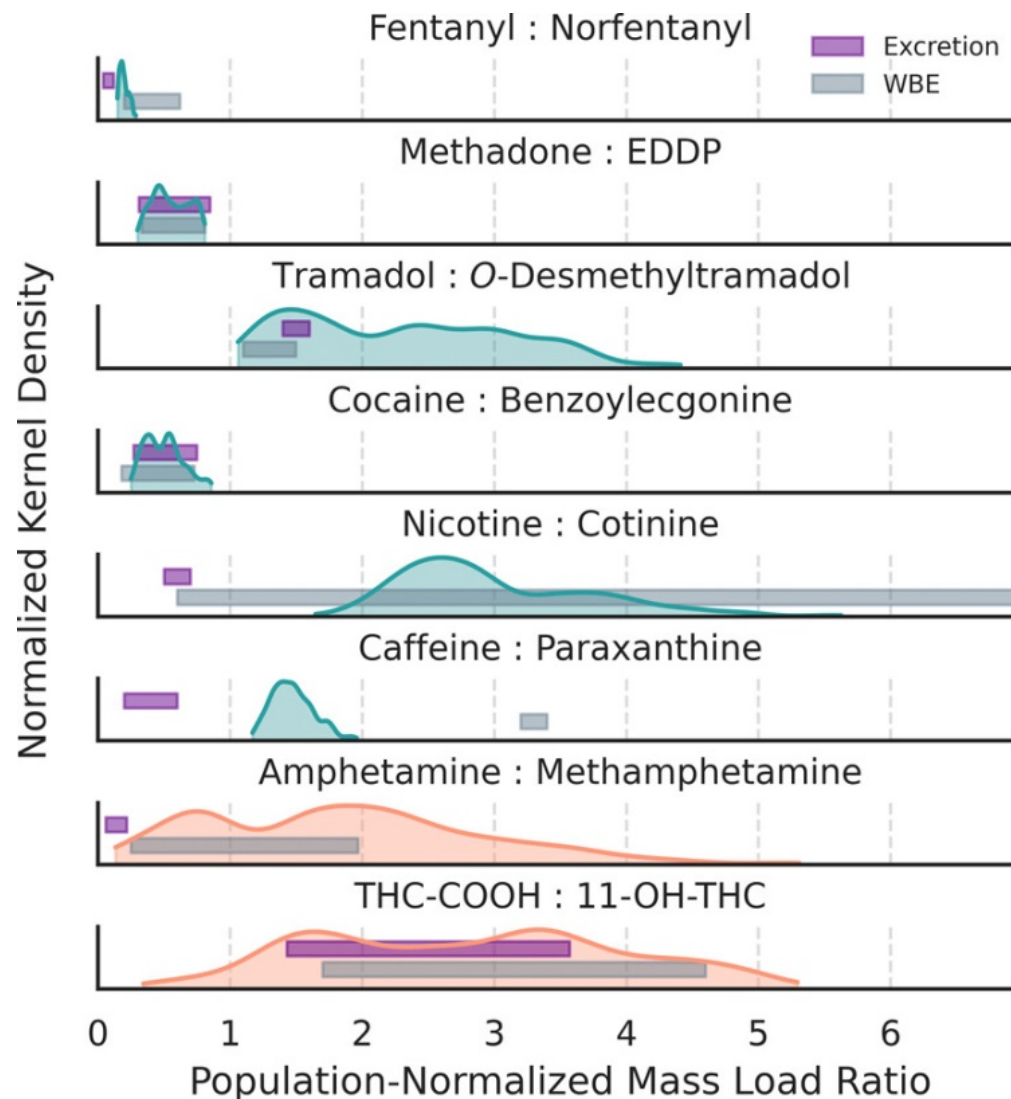 Fentanyl : Norfentanyl
Excretion
WBE
Methadone : EDDP
Tramadol : O-Desmethyltramadol
Cocaine : Benzoylecgonine
Nicotine : Cotinine
Caffeine : Paraxanthine
Amphetamine : Methamphetamine
THC-COOH : 11-OH-THC
Normalized Kernel Density
0 1 2 3 4 5 6
Population-Normalized Mass Load Ratio